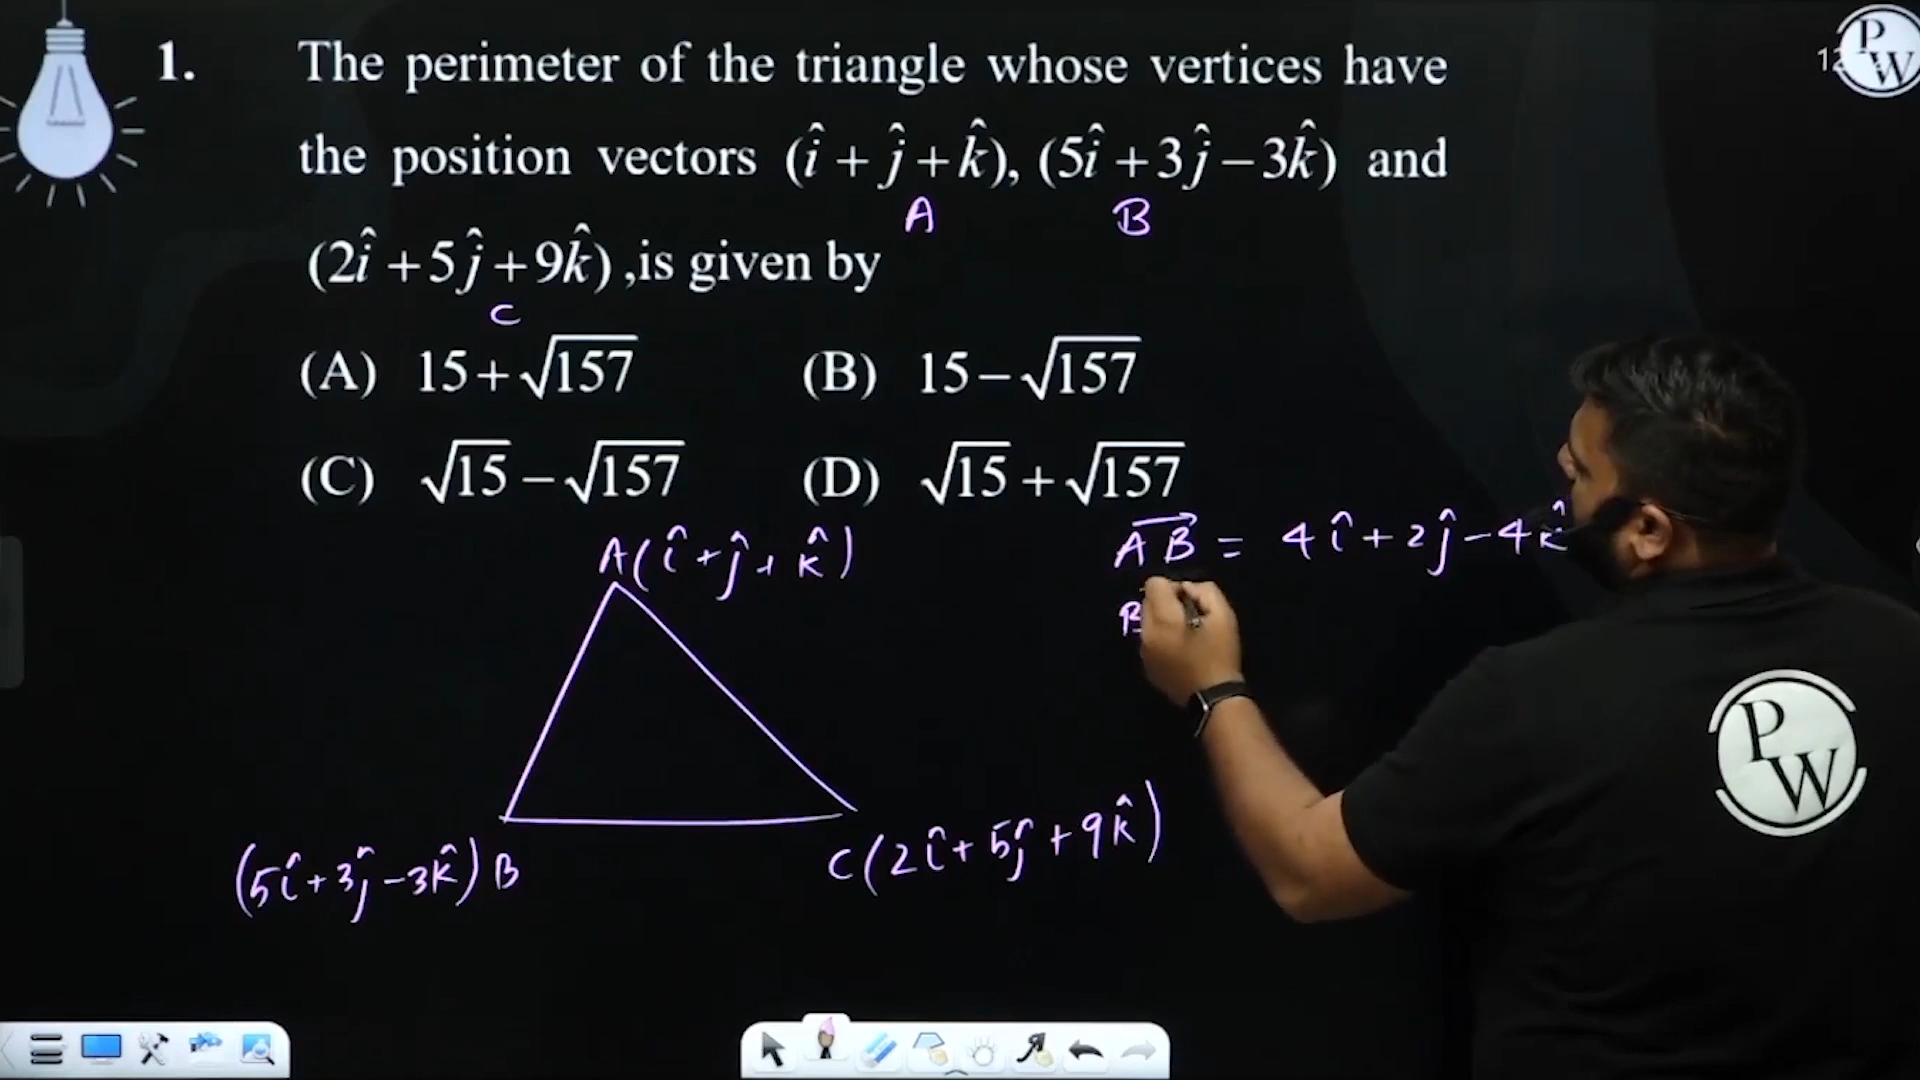 1. The perimeter of the triangle whose vertices have
the position vectors (î + ĵ + k̂), (5î + 3ĵ − 3k̂) and
A B
(2î + 5ĵ + 9k̂), is given by
C
(A) 15 + √157 (B) 15 − √157
(C) √15 − √157 (D) √15 + √157
A(î + ĵ + k̂)
AB⃗ = 4î + 2ĵ − 4k̂
B
(5î + 3ĵ − 3k̂) B
C(2î + 5ĵ + 9k̂)
PW
PW